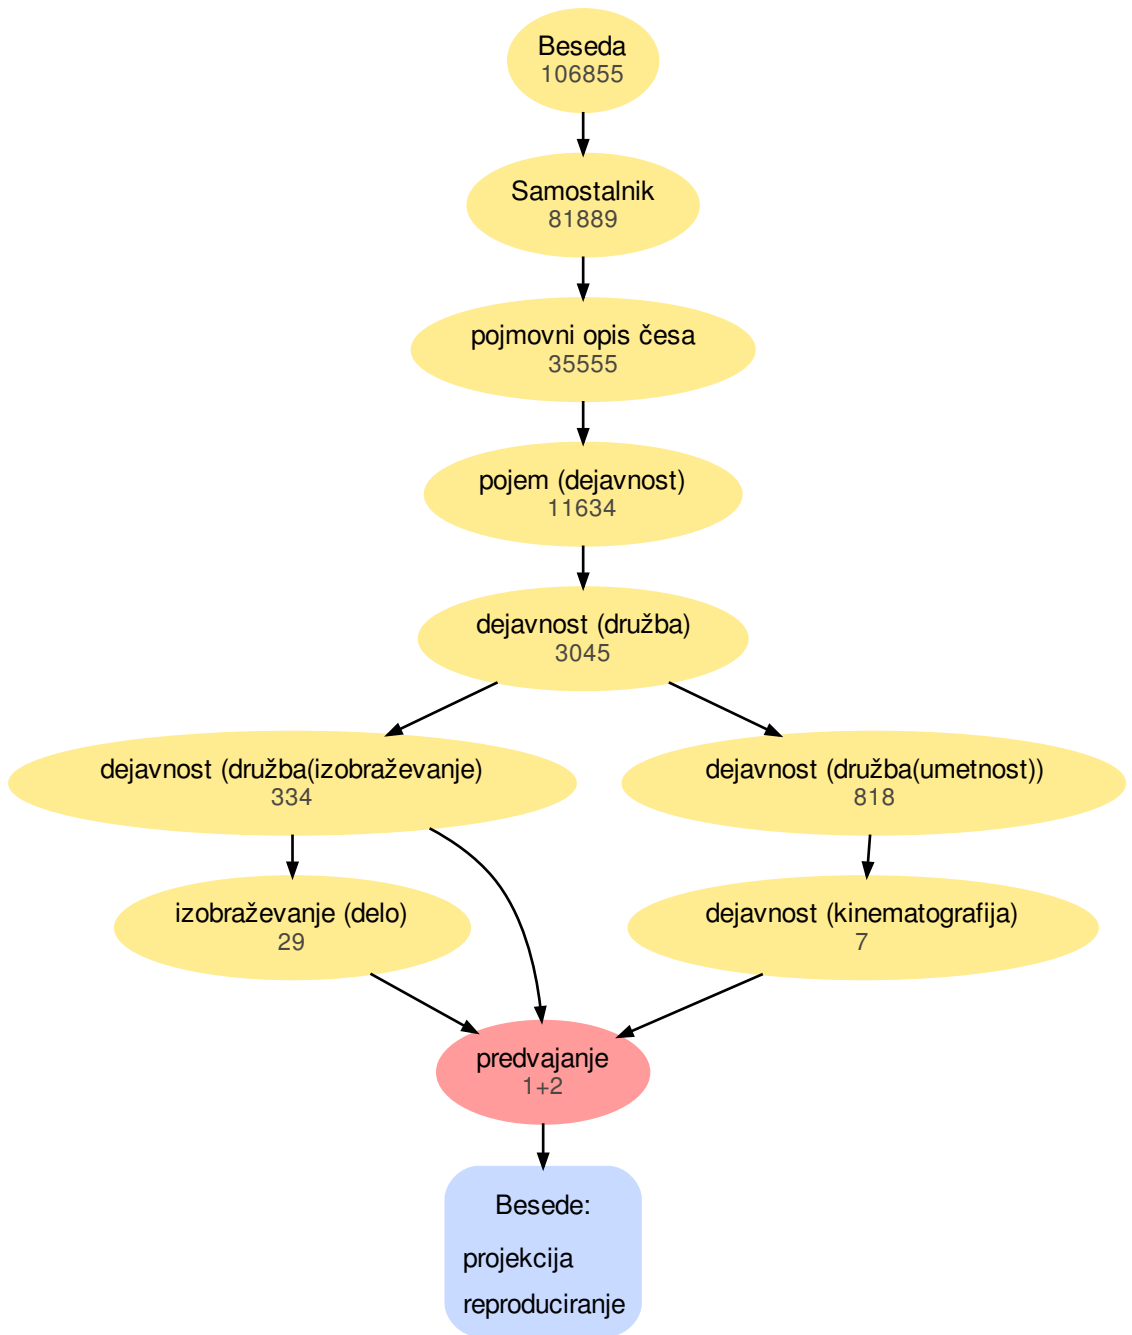 Beseda
106855
Samostalnik
81889
pojmovni opis česa
35555
pojem (dejavnost)
11634
dejavnost (družba)
3045
dejavnost (družba(izobraževanje)
334
dejavnost (družba(umetnost))
818
izobraževanje (delo)
29
dejavnost (kinematografija)
7
predvajanje
1+2
Besede:
projekcija
reproduciranje